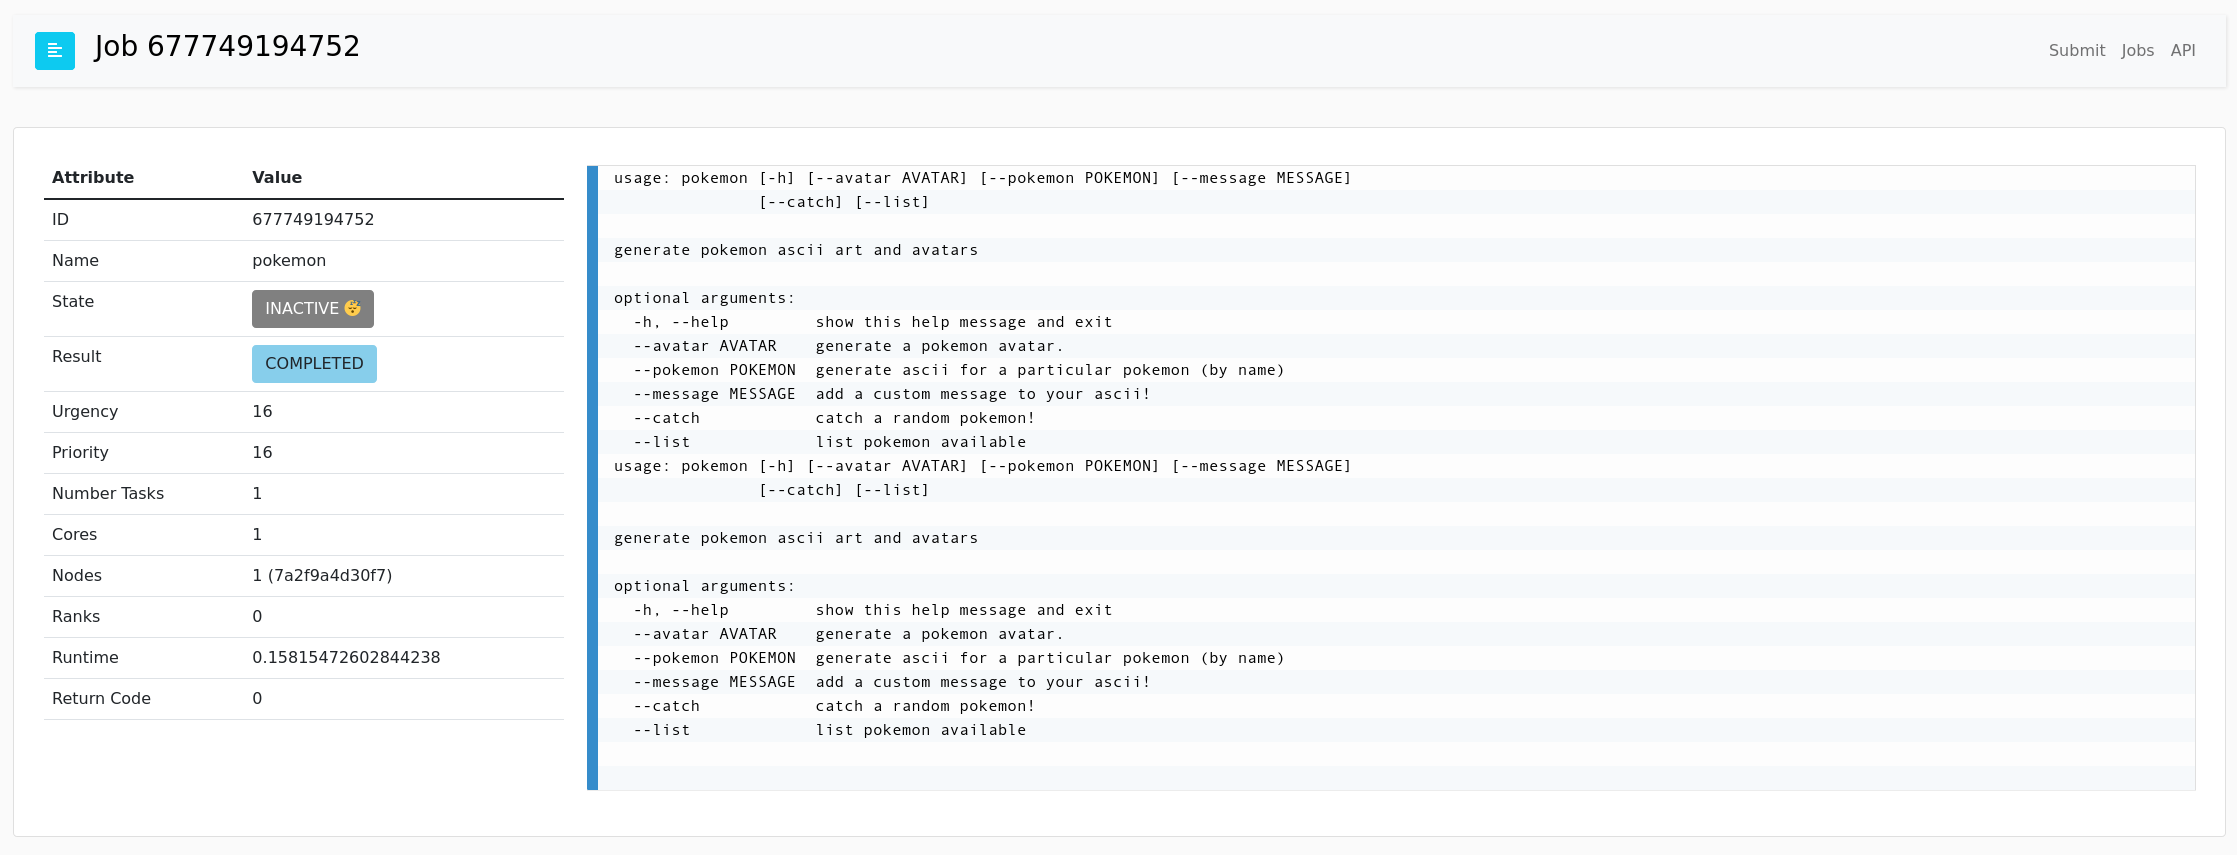 Job 677749194752
Submit Jobs API
Attribute Value
ID 677749194752
Name pokemon
State INACTIVE 😴
Result COMPLETED
Urgency 16
Priority 16
Number Tasks 1
Cores 1
Nodes 1 (7a2f9a4d30f7)
Ranks 0
Runtime 0.15815472602844238
Return Code 0
usage: pokemon [-h] [--avatar AVATAR] [--pokemon POKEMON] [--message MESSAGE]
               [--catch] [--list]

generate pokemon ascii art and avatars

optional arguments:
  -h, --help         show this help message and exit
  --avatar AVATAR    generate a pokemon avatar.
  --pokemon POKEMON  generate ascii for a particular pokemon (by name)
  --message MESSAGE  add a custom message to your ascii!
  --catch            catch a random pokemon!
  --list             list pokemon available
usage: pokemon [-h] [--avatar AVATAR] [--pokemon POKEMON] [--message MESSAGE]
               [--catch] [--list]

generate pokemon ascii art and avatars

optional arguments:
  -h, --help         show this help message and exit
  --avatar AVATAR    generate a pokemon avatar.
  --pokemon POKEMON  generate ascii for a particular pokemon (by name)
  --message MESSAGE  add a custom message to your ascii!
  --catch            catch a random pokemon!
  --list             list pokemon available